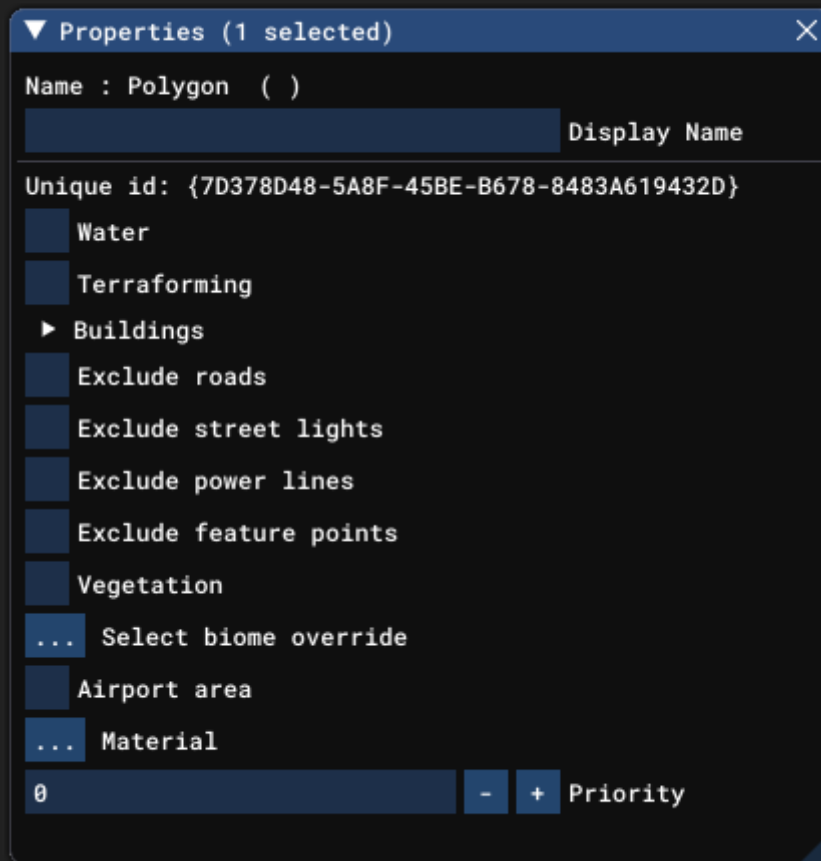 Properties (1 selected)
Name : Polygon ( )
Display Name
Unique id: {7D378D48-5A8F-45BE-B678-8483A619432D}
Water
Terraforming
Buildings
Exclude roads
Exclude street lights
Exclude power lines
Exclude feature points
Vegetation
... Select biome override
Airport area
... Material
0 - + Priority